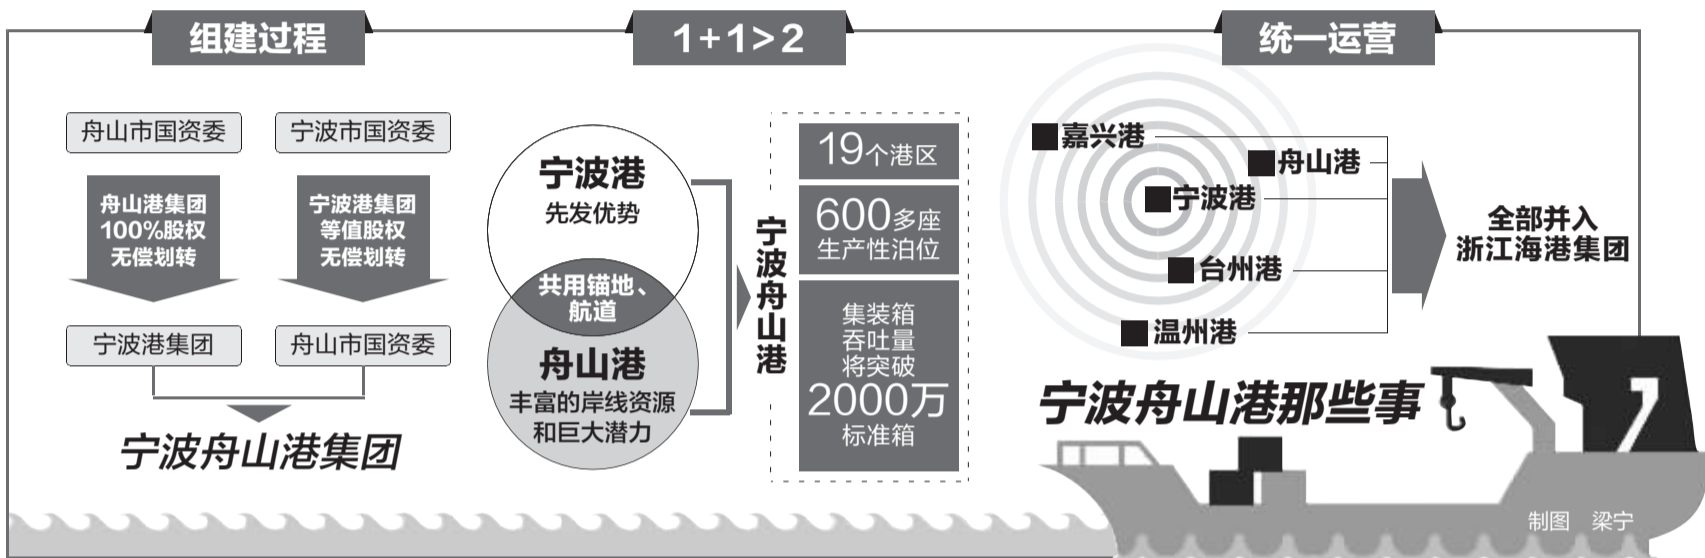 组建过程
舟山市国资委
宁波市国资委
舟山港集团
100%股权
无偿划转
宁波港集团
等值股权
无偿划转
宁波港集团
舟山市国资委
宁波舟山港集团
1+1>2
宁波港
先发优势
共用锚地、
航道
舟山港
丰富的岸线资源
和巨大潜力
宁波舟山港
19个港区
600多座
生产性泊位
集装箱
吞吐量
将突破
2000万
标准箱
统一运营
嘉兴港
舟山港
宁波港
台州港
温州港
全部并入
浙江海港集团
宁波舟山港那些事
制图 梁宁